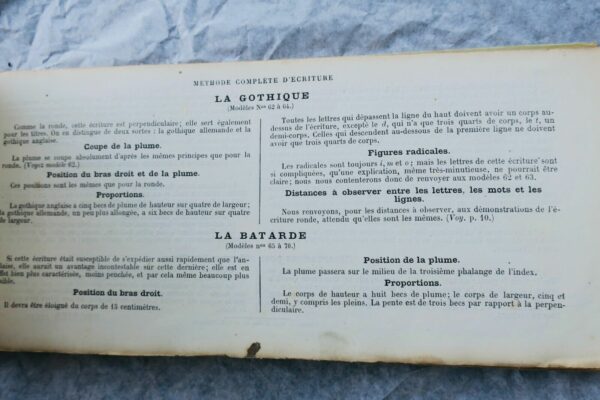 MÉTHODE COMPLÈTE D'ÉCRITURE
LA GOTHIQUE
(Modèles Nos 62 à 64.)
Comme la ronde, cette écriture est perpendiculaire; elle sert également
pour les titres. On en distingue de deux sortes : la gothique allemande et la
gothique anglaise.
Coupe de la plume.
La plume se coupe absolument d'après les mêmes principes que pour la
ronde. (Voyez modèle 62.)
Position du bras droit et de la plume.
Ces positions sont les mêmes que pour la ronde.
Proportions.
La gothique anglaise a cinq becs de plume de hauteur sur quatre de largeur;
la gothique allemande, un peu plus allongée, a six becs de hauteur sur quatre
de largeur.
Toutes les lettres qui dépassent la ligne du haut doivent avoir un corps au-
dessus de l'écriture, excepté le d, qui n'a que trois quarts de corps, le t, un
demi-corps. Celles qui descendent au-dessous de la première ligne ne doivent
avoir que trois quarts de corps.
Figures radicales.
Les radicales sont toujours i, m et o; mais les lettres de cette écriture sont
si compliquées, qu'une explication, même très-minutieuse, ne pourrait être
claire; nous nous contenterons donc de renvoyer aux modèles 62 et 63.
Distances à observer entre les lettres, les mots et les
lignes.
Nous renvoyons, pour les distances à observer, aux démonstrations de l'é-
criture ronde, attendu qu'elles sont les mêmes. (Voy. p. 10.)
LA BATARDE
(Modèles nos 65 à 70.)
Si cette écriture était susceptible de s'expédier aussi rapidement que l'an-
glaise, elle aurait un avantage incontestable sur cette dernière; elle est en
effet bien plus caractérisée, moins penchée, et par cela même beaucoup plus
lisible.
Position du bras droit.
Il devra être éloigné du corps de 15 centimètres.
Position de la plume.
La plume passera sur le milieu de la troisième phalange de l'index.
Proportions.
Le corps de hauteur a huit becs de plume; le corps de largeur, cinq et
demi, y compris les pleins. La pente est de trois becs par rapport à la perpen-
diculaire.